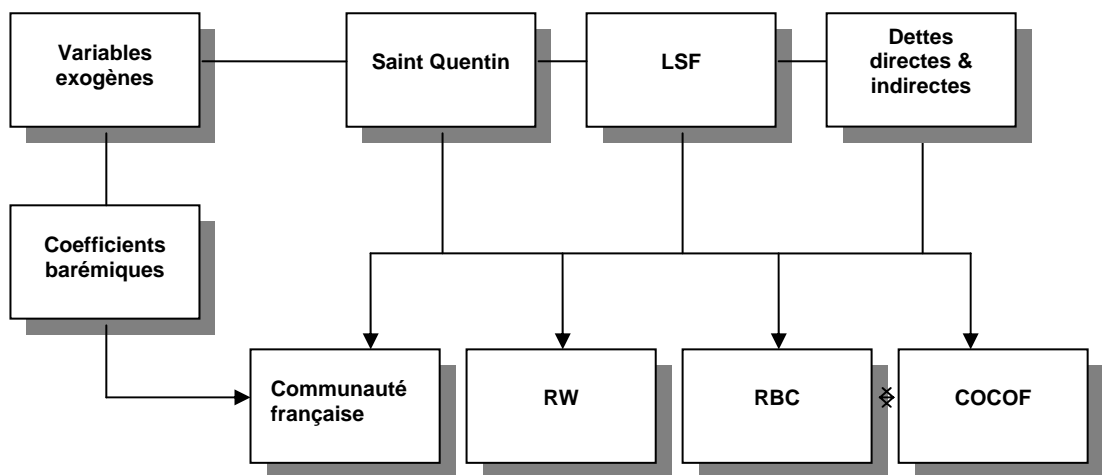 Variables
exogènes
Saint Quentin
LSF
Dettes
directes &
indirectes
Coefficients
barémiques
Communauté
française
RW
RBC
COCOF